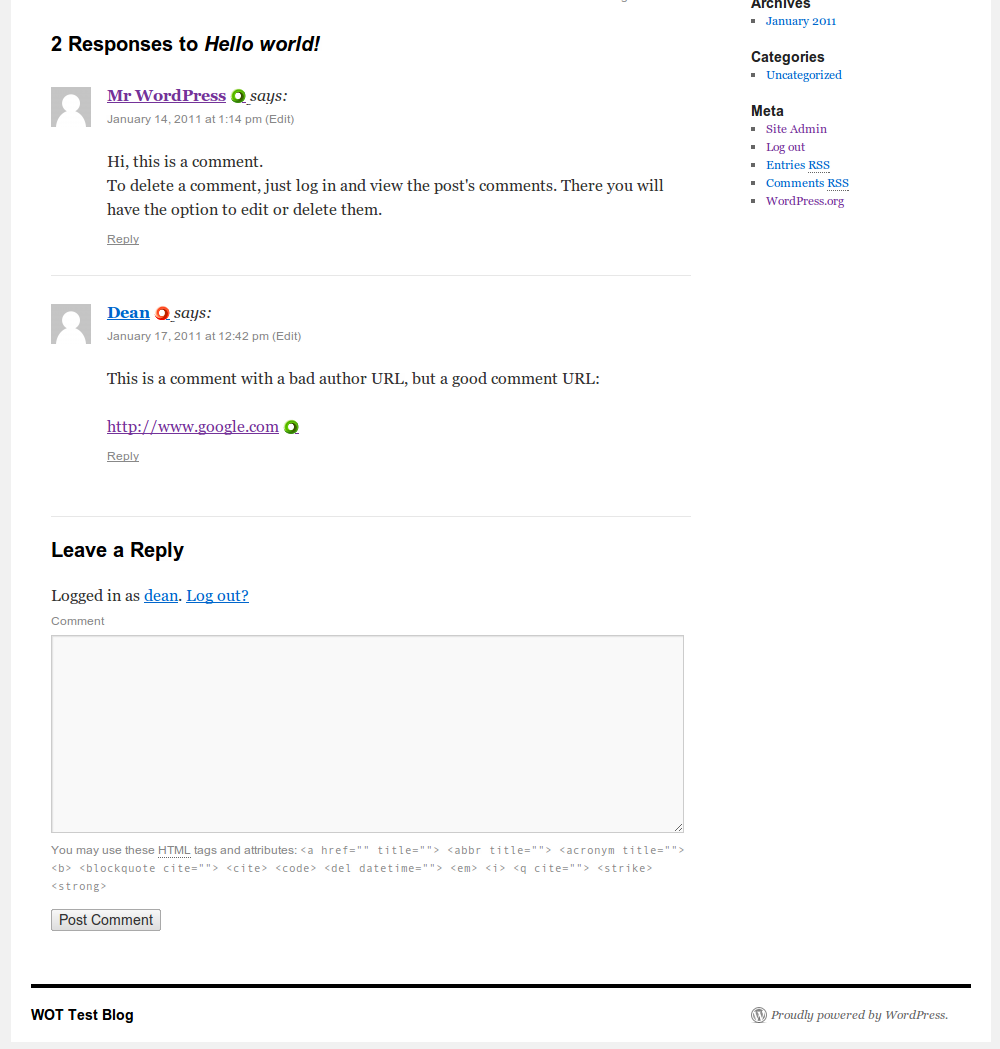 2 Responses to Hello world!
Mr WordPress says:
January 14, 2011 at 1:14 pm (Edit)
Hi, this is a comment.
To delete a comment, just log in and view the post's comments. There you will
have the option to edit or delete them.
Reply
Dean says:
January 17, 2011 at 12:42 pm (Edit)
This is a comment with a bad author URL, but a good comment URL:
http://www.google.com
Reply
Leave a Reply
Logged in as dean. Log out?
Comment
You may use these HTML tags and attributes: <a href="" title=""> <abbr title=""> <acronym title="">
<b> <blockquote cite=""> <cite> <code> <del datetime=""> <em> <i> <q cite=""> <strike>
<strong>
Post Comment
Archives
January 2011
Categories
Uncategorized
Meta
Site Admin
Log out
Entries RSS
Comments RSS
WordPress.org
WOT Test Blog
Proudly powered by WordPress.